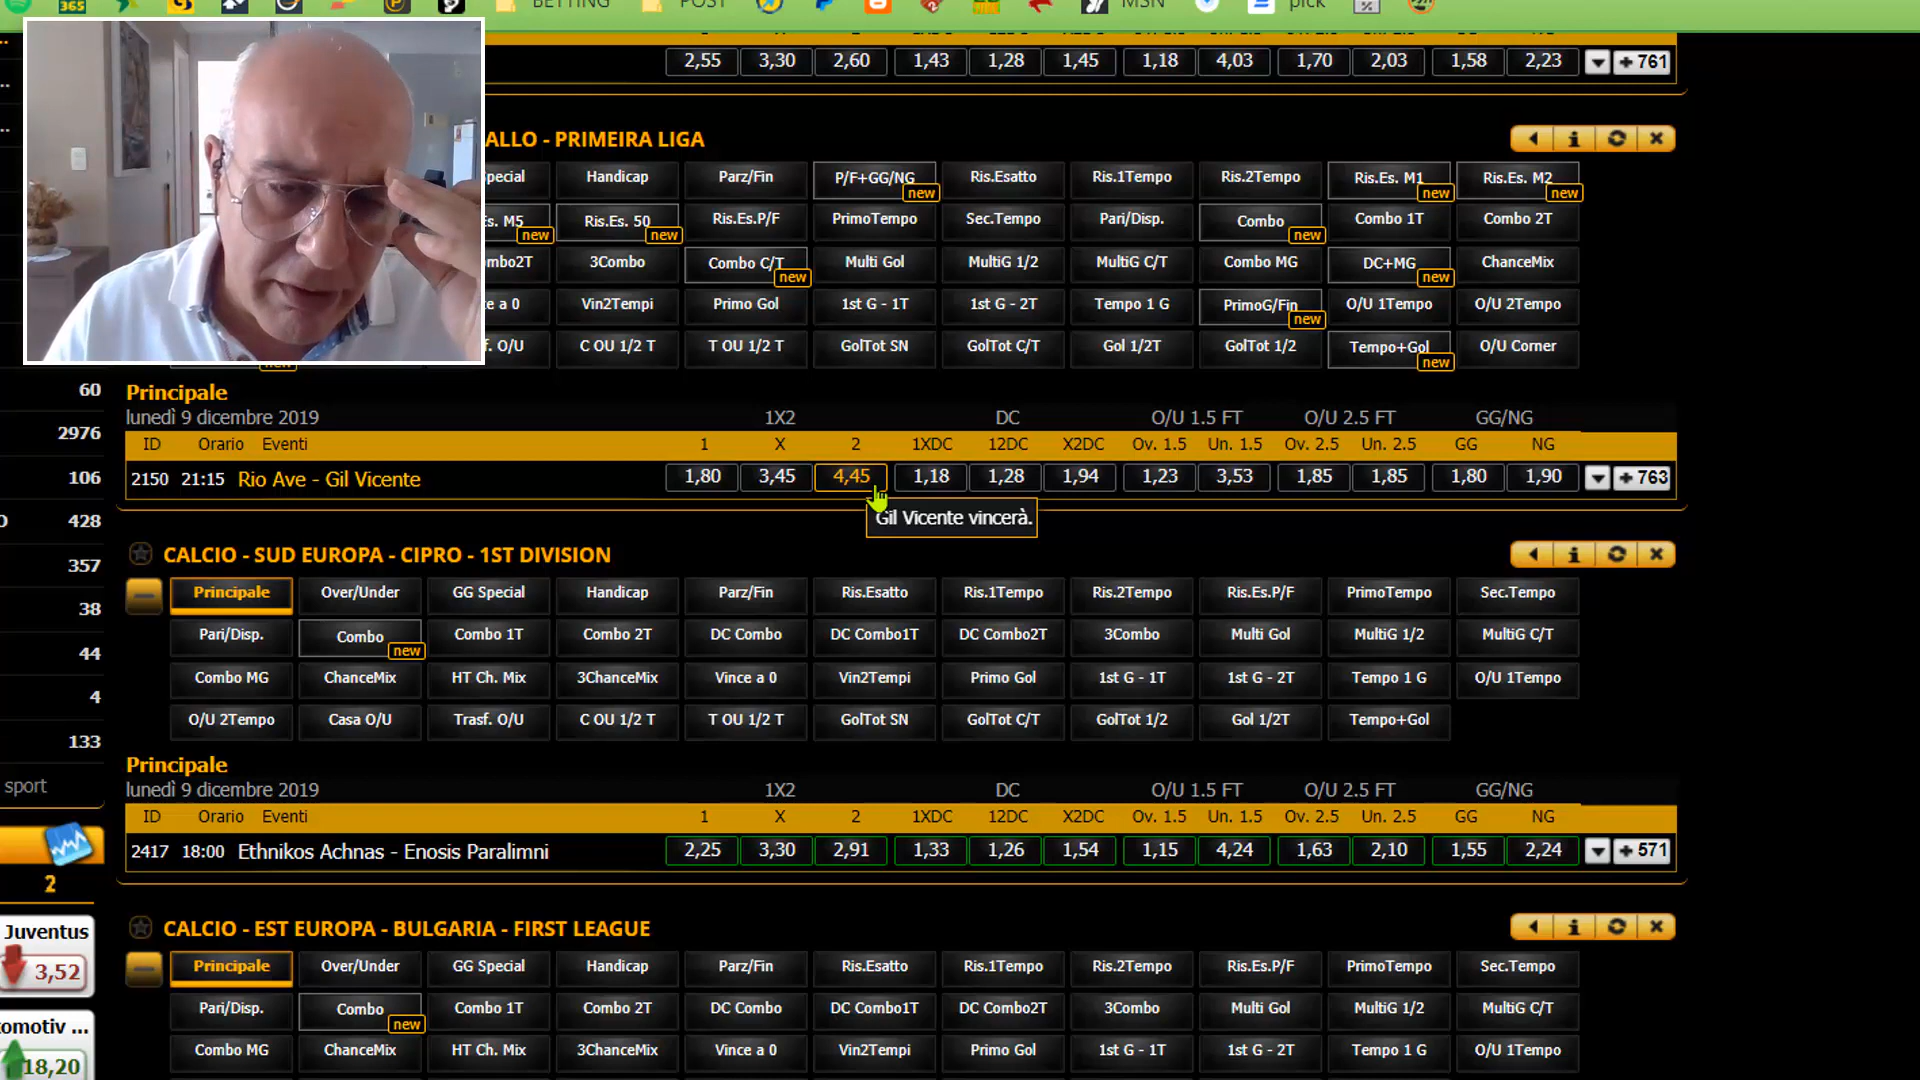 365
BETTING
POST
MSN
pick
2,55 3,30 2,60 1,43 1,28 1,45 1,18 4,03 1,70 2,03 1,58 2,23 +761
ALLO - PRIMEIRA LIGA
pecial Handicap Parz/Fin P/F+GG/NG new Ris.Esatto Ris.1Tempo Ris.2Tempo Ris.Es. M1 new Ris.Es. M2 new
Es. M5 new Ris.Es. 50 new Ris.Es.P/F PrimoTempo Sec.Tempo Pari/Disp. Combo new Combo 1T Combo 2T
mbo2T 3Combo Combo C/T new Multi Gol MultiG 1/2 MultiG C/T Combo MG DC+MG new ChanceMix
e a 0 Vin2Tempi Primo Gol 1st G - 1T 1st G - 2T Tempo 1 G PrimoG/Fin new O/U 1Tempo O/U 2Tempo
f. O/U C OU 1/2 T T OU 1/2 T GolTot SN GolTot C/T Gol 1/2T GolTot 1/2 Tempo+Gol new O/U Corner
new
60
2976
106
428
357
38
44
4
133
sport
2
Juventus
3,52
omotiv ...
18,20
Principale
lunedì 9 dicembre 2019 1X2 DC O/U 1.5 FT O/U 2.5 FT GG/NG
ID Orario Eventi 1 X 2 1XDC 12DC X2DC Ov. 1.5 Un. 1.5 Ov. 2.5 Un. 2.5 GG NG
2150 21:15 Rio Ave - Gil Vicente 1,80 3,45 4,45 1,18 1,28 1,94 1,23 3,53 1,85 1,85 1,80 1,90 +763
Gil Vicente vincerà.
CALCIO - SUD EUROPA - CIPRO - 1ST DIVISION
Principale Over/Under GG Special Handicap Parz/Fin Ris.Esatto Ris.1Tempo Ris.2Tempo Ris.Es.P/F PrimoTempo Sec.Tempo
Pari/Disp. Combo new Combo 1T Combo 2T DC Combo DC Combo1T DC Combo2T 3Combo Multi Gol MultiG 1/2 MultiG C/T
Combo MG ChanceMix HT Ch. Mix 3ChanceMix Vince a 0 Vin2Tempi Primo Gol 1st G - 1T 1st G - 2T Tempo 1 G O/U 1Tempo
O/U 2Tempo Casa O/U Trasf. O/U C OU 1/2 T T OU 1/2 T GolTot SN GolTot C/T GolTot 1/2 Gol 1/2T Tempo+Gol
Principale
lunedì 9 dicembre 2019 1X2 DC O/U 1.5 FT O/U 2.5 FT GG/NG
ID Orario Eventi 1 X 2 1XDC 12DC X2DC Ov. 1.5 Un. 1.5 Ov. 2.5 Un. 2.5 GG NG
2417 18:00 Ethnikos Achnas - Enosis Paralimni 2,25 3,30 2,91 1,33 1,26 1,54 1,15 4,24 1,63 2,10 1,55 2,24 +571
CALCIO - EST EUROPA - BULGARIA - FIRST LEAGUE
Principale Over/Under GG Special Handicap Parz/Fin Ris.Esatto Ris.1Tempo Ris.2Tempo Ris.Es.P/F PrimoTempo Sec.Tempo
Pari/Disp. Combo new Combo 1T Combo 2T DC Combo DC Combo1T DC Combo2T 3Combo Multi Gol MultiG 1/2 MultiG C/T
Combo MG ChanceMix HT Ch. Mix 3ChanceMix Vince a 0 Vin2Tempi Primo Gol 1st G - 1T 1st G - 2T Tempo 1 G O/U 1Tempo